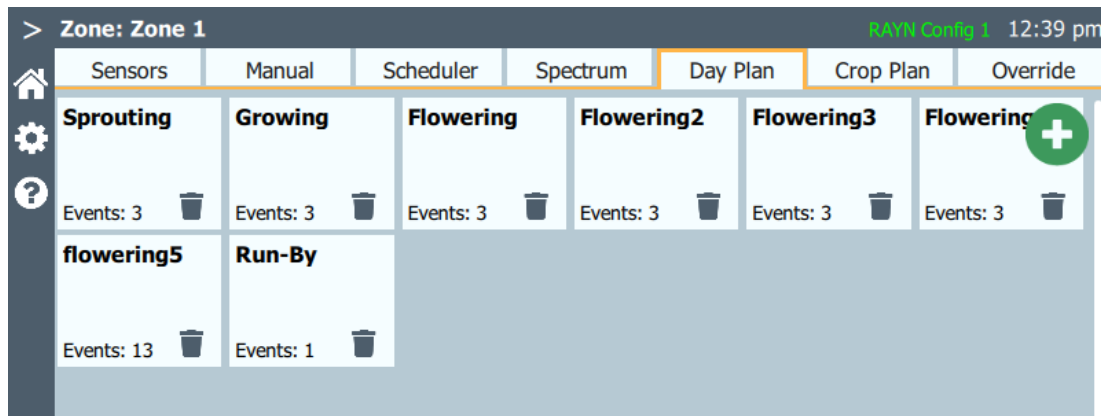 > Zone: Zone 1 RAYN Config 1 12:39 pm
Sensors Manual Scheduler Spectrum Day Plan Crop Plan Override
Sprouting Growing Flowering Flowering2 Flowering3 Flowering
Events: 3 Events: 3 Events: 3 Events: 3 Events: 3 Events: 3
flowering5 Run-By
Events: 13 Events: 1